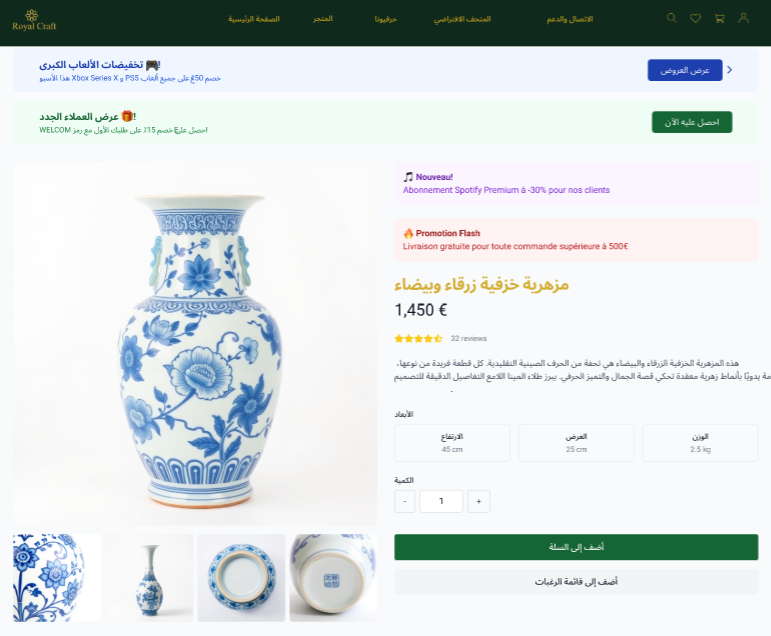 Royal Craft
الصفحة الرئيسية
المتجر
حرفيونا
المتحف الافتراضي
الاتصال والدعم
تخفيضات الألعاب الكبرى 🎮!
خصم 50٪ على جميع ألعاب PS5 و Xbox Series X هذا الأسبو
عرض العروض
عرض العملاء الجدد 🎁!
احصل على خصم 15٪ على طلبك الأول مع رمز WELCOM
احصل عليه الآن
🎵 Nouveau!
Abonnement Spotify Premium à -30% pour nos clients
🔥 Promotion Flash
Livraison gratuite pour toute commande supérieure à 500€
مزهرية خزفية زرقاء وبيضاء
1,450 €
32 reviews
هذه المزهرية الخزفية الزرقاء والبيضاء هي تحفة من الحرف الصينية التقليدية. كل قطعة فريدة من نوعها،
مة يدويًا بأنماط زهرية معقدة تحكي قصة الجمال والتميز الحرفي. يبرز طلاء المينا اللامع التفاصيل الدقيقة للتصميم
.
الأبعاد
الارتفاع
45 cm
العرض
25 cm
الوزن
2.5 kg
الكمية
-
1
+
أضف إلى السلة
أضف إلى قائمة الرغبات